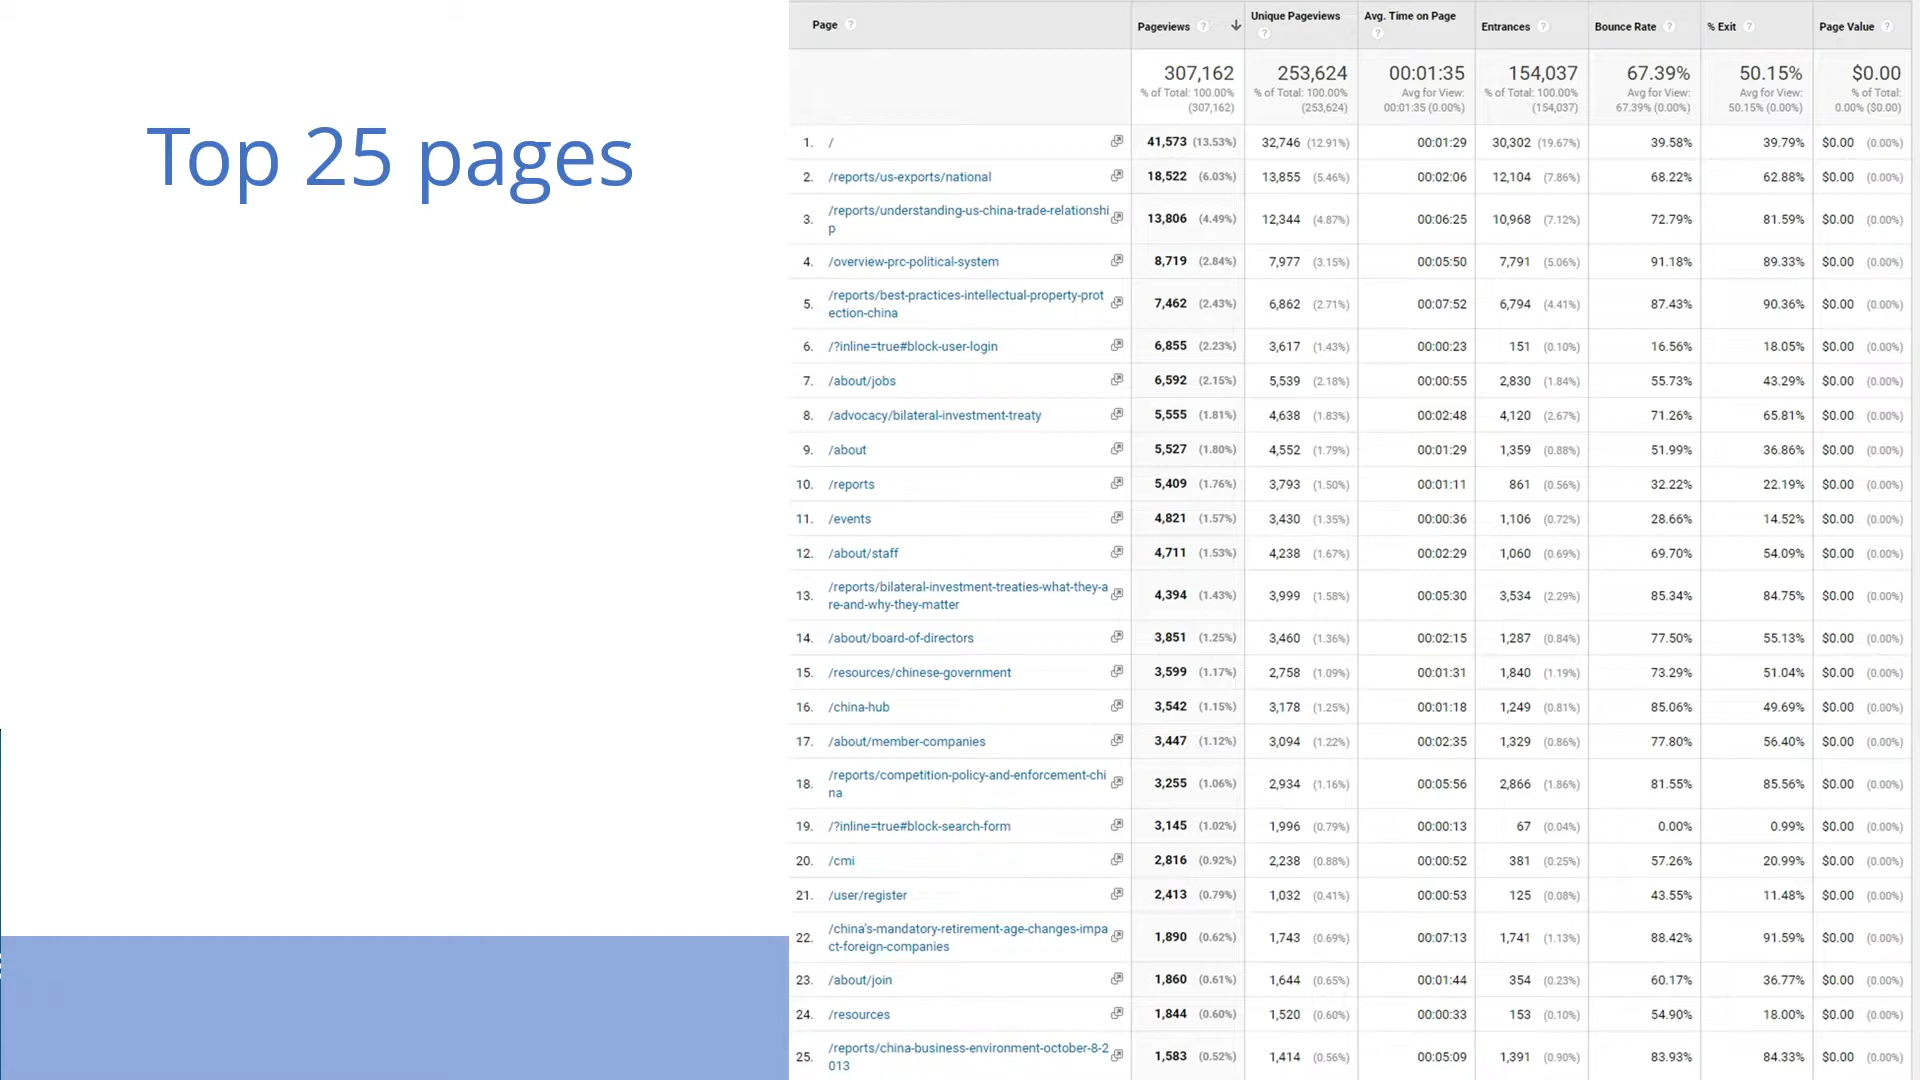 Top 25 pages
Page ? Pageviews ? Unique Pageviews ? Avg. Time on Page ? Entrances ? Bounce Rate ? % Exit ? Page Value ?
307,162 253,624 00:01:35 154,037 67.39% 50.15% $0.00
% of Total: 100.00% % of Total: 100.00% Avg for View: % of Total: 100.00% Avg for View: Avg for View: % of Total:
(307,162) (253,624) 00:01:35 (0.00%) (154,037) 67.39% (0.00%) 50.15% (0.00%) 0.00% ($0.00)
1. / 41,573 (13.53%) 32,746 (12.91%) 00:01:29 30,302 (19.67%) 39.58% 39.79% $0.00 (0.00%)
2. /reports/us-exports/national 18,522 (6.03%) 13,855 (5.46%) 00:02:06 12,104 (7.86%) 68.22% 62.88% $0.00 (0.00%)
3. /reports/understanding-us-china-trade-relationshi
p 13,806 (4.49%) 12,344 (4.87%) 00:06:25 10,968 (7.12%) 72.79% 81.59% $0.00 (0.00%)
4. /overview-prc-political-system 8,719 (2.84%) 7,977 (3.15%) 00:05:50 7,791 (5.06%) 91.18% 89.33% $0.00 (0.00%)
5. /reports/best-practices-intellectual-property-prot
ection-china 7,462 (2.43%) 6,862 (2.71%) 00:07:52 6,794 (4.41%) 87.43% 90.36% $0.00 (0.00%)
6. /?inline=true#block-user-login 6,855 (2.23%) 3,617 (1.43%) 00:00:23 151 (0.10%) 16.56% 18.05% $0.00 (0.00%)
7. /about/jobs 6,592 (2.15%) 5,539 (2.18%) 00:00:55 2,830 (1.84%) 55.73% 43.29% $0.00 (0.00%)
8. /advocacy/bilateral-investment-treaty 5,555 (1.81%) 4,638 (1.83%) 00:02:48 4,120 (2.67%) 71.26% 65.81% $0.00 (0.00%)
9. /about 5,527 (1.80%) 4,552 (1.79%) 00:01:29 1,359 (0.88%) 51.99% 36.86% $0.00 (0.00%)
10. /reports 5,409 (1.76%) 3,793 (1.50%) 00:01:11 861 (0.56%) 32.22% 22.19% $0.00 (0.00%)
11. /events 4,821 (1.57%) 3,430 (1.35%) 00:00:36 1,106 (0.72%) 28.66% 14.52% $0.00 (0.00%)
12. /about/staff 4,711 (1.53%) 4,238 (1.67%) 00:02:29 1,060 (0.69%) 69.70% 54.09% $0.00 (0.00%)
13. /reports/bilateral-investment-treaties-what-they-a
re-and-why-they-matter 4,394 (1.43%) 3,999 (1.58%) 00:05:30 3,534 (2.29%) 85.34% 84.75% $0.00 (0.00%)
14. /about/board-of-directors 3,851 (1.25%) 3,460 (1.36%) 00:02:15 1,287 (0.84%) 77.50% 55.13% $0.00 (0.00%)
15. /resources/chinese-government 3,599 (1.17%) 2,758 (1.09%) 00:01:31 1,840 (1.19%) 73.29% 51.04% $0.00 (0.00%)
16. /china-hub 3,542 (1.15%) 3,178 (1.25%) 00:01:18 1,249 (0.81%) 85.06% 49.69% $0.00 (0.00%)
17. /about/member-companies 3,447 (1.12%) 3,094 (1.22%) 00:02:35 1,329 (0.86%) 77.80% 56.40% $0.00 (0.00%)
18. /reports/competition-policy-and-enforcement-chi
na 3,255 (1.06%) 2,934 (1.16%) 00:05:56 2,866 (1.86%) 81.55% 85.56% $0.00 (0.00%)
19. /?inline=true#block-search-form 3,145 (1.02%) 1,996 (0.79%) 00:00:13 67 (0.04%) 0.00% 0.99% $0.00 (0.00%)
20. /cmi 2,816 (0.92%) 2,238 (0.88%) 00:00:52 381 (0.25%) 57.26% 20.99% $0.00 (0.00%)
21. /user/register 2,413 (0.79%) 1,032 (0.41%) 00:00:53 125 (0.08%) 43.55% 11.48% $0.00 (0.00%)
22. /china's-mandatory-retirement-age-changes-impa
ct-foreign-companies 1,890 (0.62%) 1,743 (0.69%) 00:07:13 1,741 (1.13%) 88.42% 91.59% $0.00 (0.00%)
23. /about/join 1,860 (0.61%) 1,644 (0.65%) 00:01:44 354 (0.23%) 60.17% 36.77% $0.00 (0.00%)
24. /resources 1,844 (0.60%) 1,520 (0.60%) 00:00:33 153 (0.10%) 54.90% 18.00% $0.00 (0.00%)
25. /reports/china-business-environment-october-8-2
013 1,583 (0.52%) 1,414 (0.56%) 00:05:09 1,391 (0.90%) 83.93% 84.33% $0.00 (0.00%)